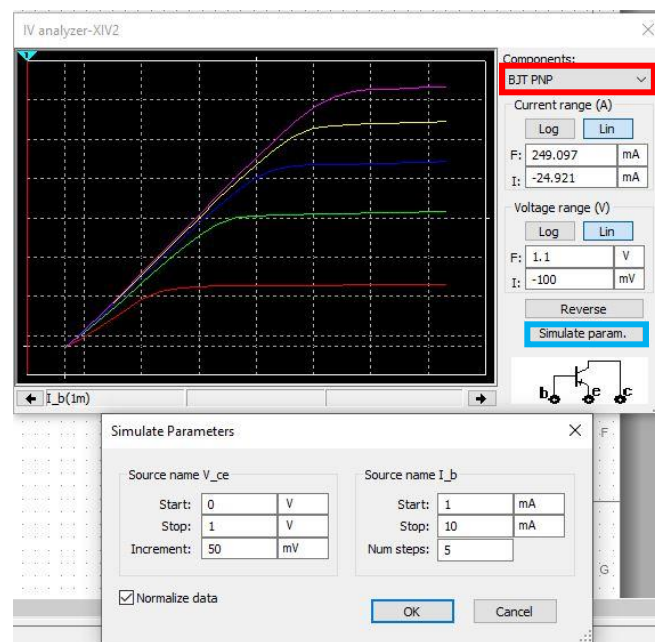 IV analyzer-XIV2
1
Components:
BJT PNP
Current range (A)
Log Lin
F: 249.097 mA
I: -24.921 mA
Voltage range (V)
Log Lin
F: 1.1 V
I: -100 mV
Reverse
Simulate param.
b e c
I_b(1m)
F
Simulate Parameters
Source name V_ce Source name I_b
Start: 0 V Start: 1 mA
Stop: 1 V Stop: 10 mA
Increment: 50 mV Num steps: 5
G
Normalize data
OK Cancel